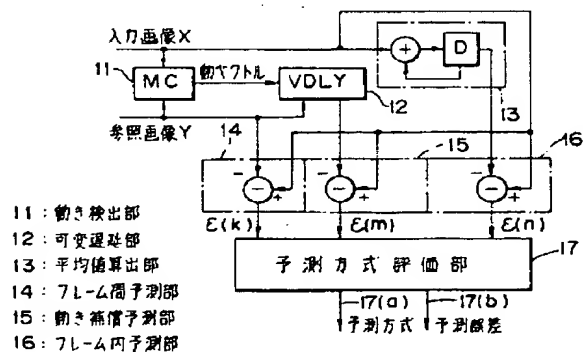 入力画像X
D
11
MC
動ベクトル
VDLY
12
13
参照画像Y
14
15
16
ε(k)
ε(m)
ε(n)
予測方式評価部
17
17(a)
17(b)
予測方式
予測誤差
11：動き検出部
12：可変遅延部
13：平均値算出部
14：フレーム間予測部
15：動き補償予測部
16：フレーム内予測部